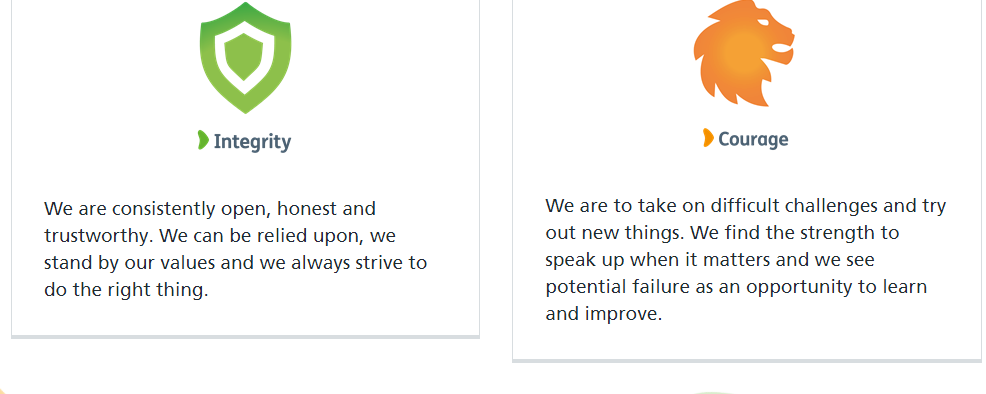 Integrity
We are consistently open, honest and
trustworthy. We can be relied upon, we
stand by our values and we always strive to
do the right thing.
Courage
We are to take on difficult challenges and try
out new things. We find the strength to
speak up when it matters and we see
potential failure as an opportunity to learn
and improve.